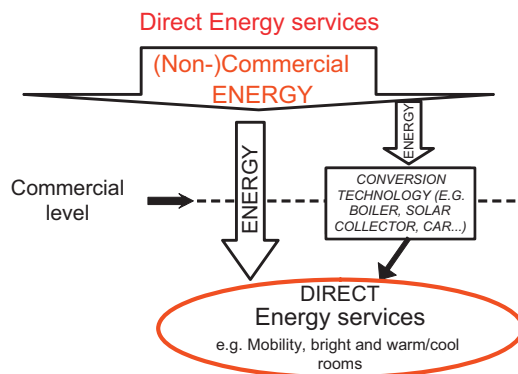 Direct Energy services
(Non-)Commercial
ENERGY
ENERGY
ENERGY
CONVERSION
TECHNOLOGY (E.G.
BOILER, SOLAR
COLLECTOR, CAR...)
Commercial
level
DIRECT
Energy services
e.g. Mobility, bright and warm/cool
rooms